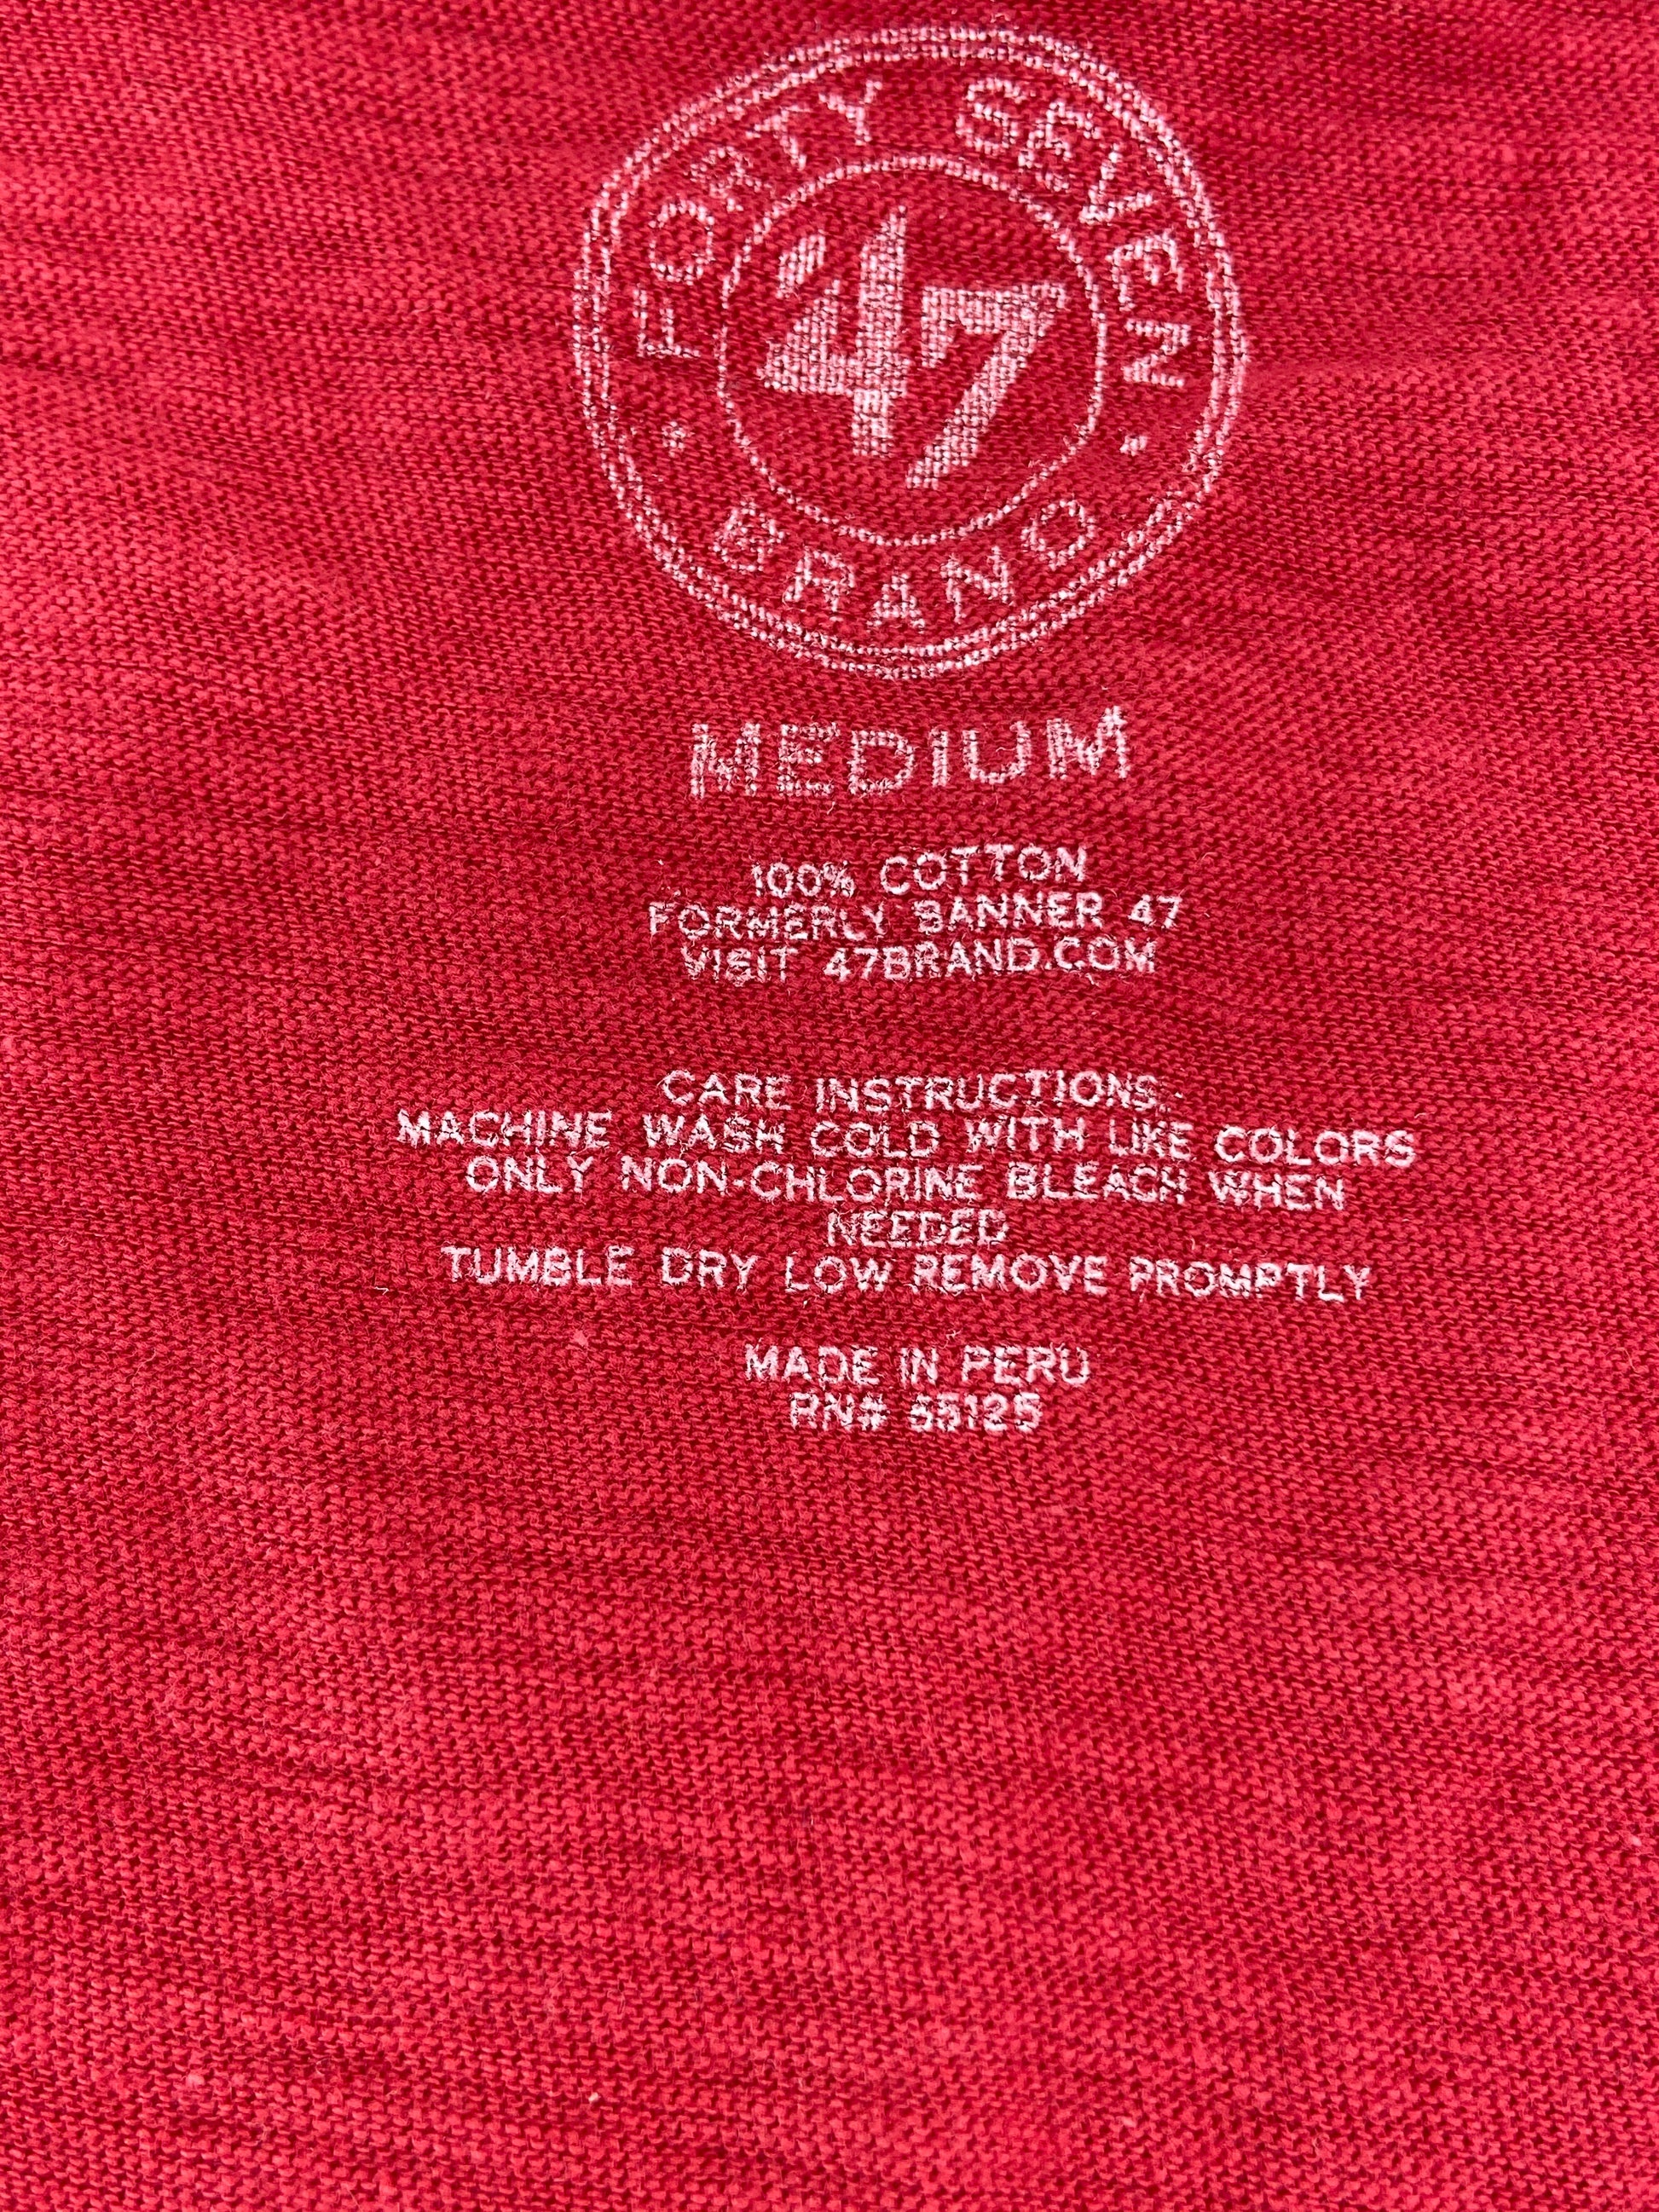 FORTY SEVEN
'47
• BRAND •
MEDIUM
100% COTTON
FORMERLY BANNER 47
VISIT 47BRAND.COM
CARE INSTRUCTIONS:
MACHINE WASH COLD WITH LIKE COLORS
ONLY NON-CHLORINE BLEACH WHEN
NEEDED
TUMBLE DRY LOW REMOVE PROMPTLY
MADE IN PERU
RN#